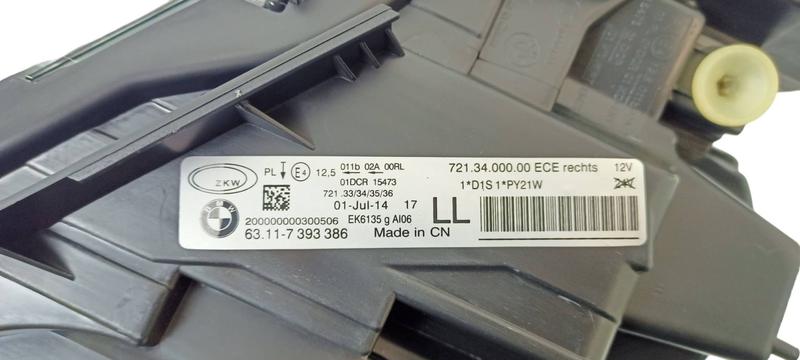 ZKW
PL E4 12,5 011b 02A 00RL
01DCR 15473
721 .33/34/35/36
01-Jul-14 17
200000000300506 EK6135 g AI06
BMW
63.11-7 393 386 Made in CN
LL
721.34.000.00 ECE rechts 12V
1*D1S 1*PY21W 24V